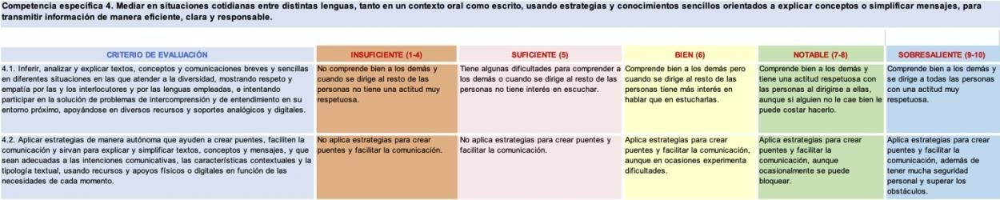 Competencia específica 4. Mediar en situaciones cotidianas entre distintas lenguas, tanto en un contexto oral como escrito, usando estrategias y conocimientos sencillos orientados a explicar conceptos o simplificar mensajes, para
transmitir información de manera eficiente, clara y responsable.
CRITERIO DE EVALUACIÓN
INSUFICIENTE (1-4)
SUFICIENTE (5)
BIEN (6)
NOTABLE (7-8)
SOBRESALIENTE (9-10)
4.1. Inferir, analizar y explicar textos, conceptos y comunicaciones breves y sencillas
en diferentes situaciones en las que atender a la diversidad, mostrando respeto y
empatía por las y los interlocutores y por las lenguas empleadas, e intentando
participar en la solución de problemas de intercomprensión y de entendimiento en su
entorno próximo, apoyándose en diversos recursos y soportes analógicos y digitales.
No comprende bien a los demás y
cuando se dirige al resto de las
personas no tiene una actitud muy
respetuosa.
Tiene algunas dificultades para comprender a
los demás o cuando se dirige al resto de las
personas no tiene interés en escuchar.
Comprende bien a los demás pero
cuando se dirige al resto de las
personas tiene más interés en
hablar que en estucharlas.
Comprende bien a los demás y
tiene una actitud respetuosa con
las personas al dirigirse a ellas,
aunque si alguien no le cae bien le
puede costar hacerlo.
Comprende bien a los demás y
se dirige a todas las personas
con una actitud muy
respetuosa.
4.2. Aplicar estrategias de manera autónoma que ayuden a crear puentes, faciliten la
comunicación y sirvan para explicar y simplificar textos, conceptos y mensajes, y que
sean adecuadas a las intenciones comunicativas, las características contextuales y la
tipología textual, usando recursos y apoyos físicos o digitales en función de las
necesidades de cada momento.
No aplica estrategias para crear
puentes y facilitar la comunicación.
No aplica estrategias para crear puentes y
facilitar la comunicación.
Aplica estrategias para crear
puentes y facilitar la comunicación,
aunque en ocasiones experimenta
dificultades.
Aplica estrategias para crear
puentes y facilitar la
comunicación, aunque
ocasionalmente se puede
bloquear.
Aplica estrategias para crear
puentes y facilitar la
comunicación, además de
tener mucha seguridad
personal y superar los
obstáculos.